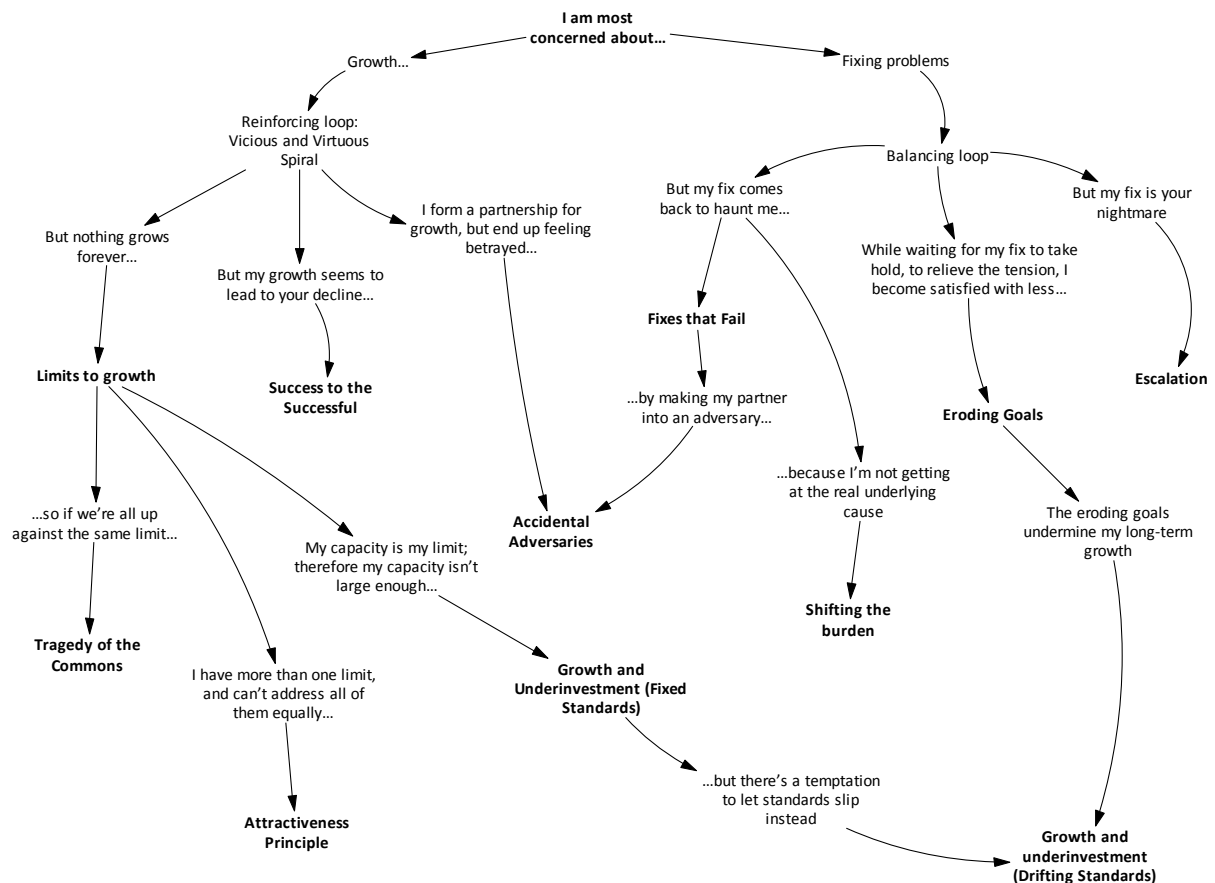 I am most
concerned about…
Growth…
Fixing problems
Reinforcing loop:
Vicious and Virtuous
Spiral
Balancing loop
But nothing grows
forever…
But my growth seems to
lead to your decline…
I form a partnership for
growth, but end up feeling
betrayed…
But my fix comes
back to haunt me…
While waiting for my fix to take
hold, to relieve the tension, I
become satisfied with less…
But my fix is your
nightmare
Limits to growth
Success to the
Successful
Fixes that Fail
…by making my partner
into an adversary…
Eroding Goals
Escalation
…so if we’re all up
against the same limit…
My capacity is my limit;
therefore my capacity isn’t
large enough…
Accidental
Adversaries
…because I’m not getting
at the real underlying
cause
The eroding goals
undermine my long-term
growth
Tragedy of the
Commons
I have more than one limit,
and can’t address all of
them equally…
Growth and
Underinvestment (Fixed
Standards)
Shifting the
burden
Attractiveness
Principle
…but there’s a temptation
to let standards slip
instead
Growth and
underinvestment
(Drifting Standards)